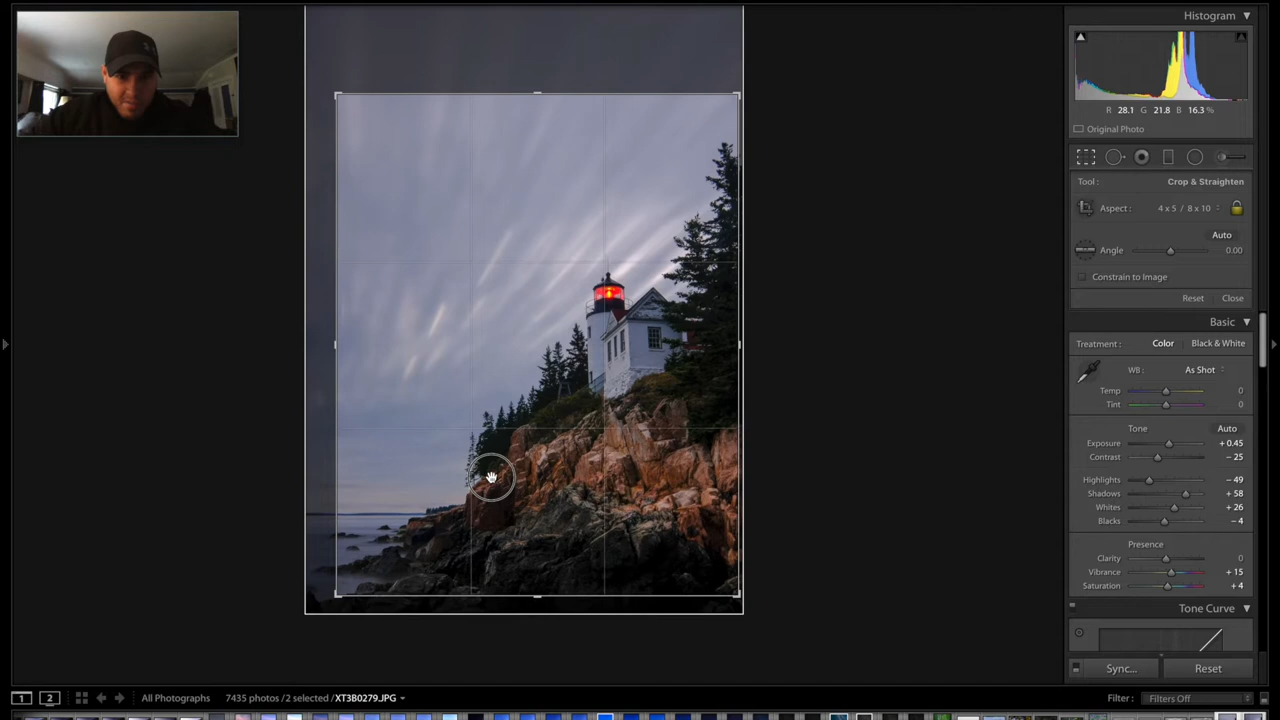 Histogram
R 28.1 G 21.8 B 16.3 %
Original Photo
Tool : Crop & Straighten
Aspect : 4 x 5 / 8 x 10
Auto
Angle 0.00
Constrain to Image
Reset Close
Basic
Treatment : Color Black & White
WB : As Shot
Temp 0
Tint 0
Tone Auto
Exposure + 0.45
Contrast – 25
Highlights – 49
Shadows + 58
Whites + 26
Blacks – 4
Presence
Clarity 0
Vibrance + 15
Saturation + 4
Tone Curve
Sync... Reset
1 2 All Photographs 7435 photos /2 selected /XT3B0279.JPG Filter : Filters Off